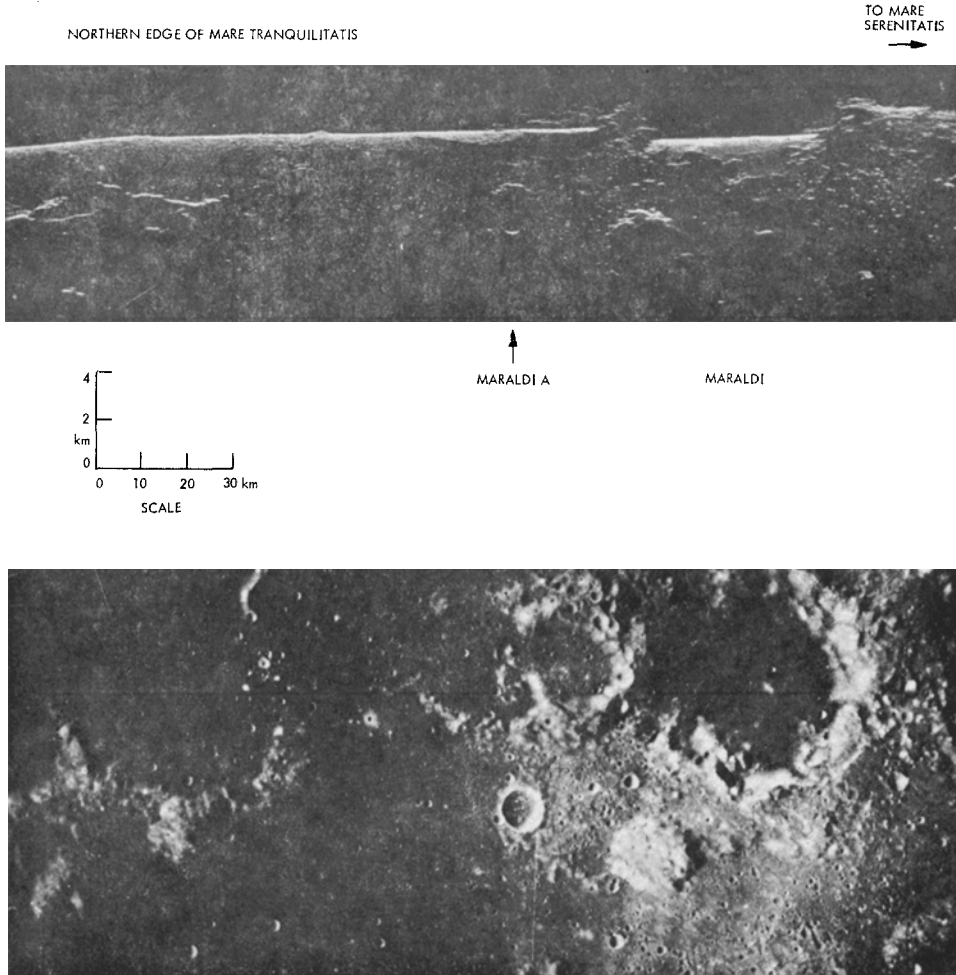 NORTHERN EDGE OF MARE TRANQUILITATIS
TO MARE
SERENITATIS
MARALDI A
MARALDI
4
2
km
0
0 10 20 30 km
SCALE